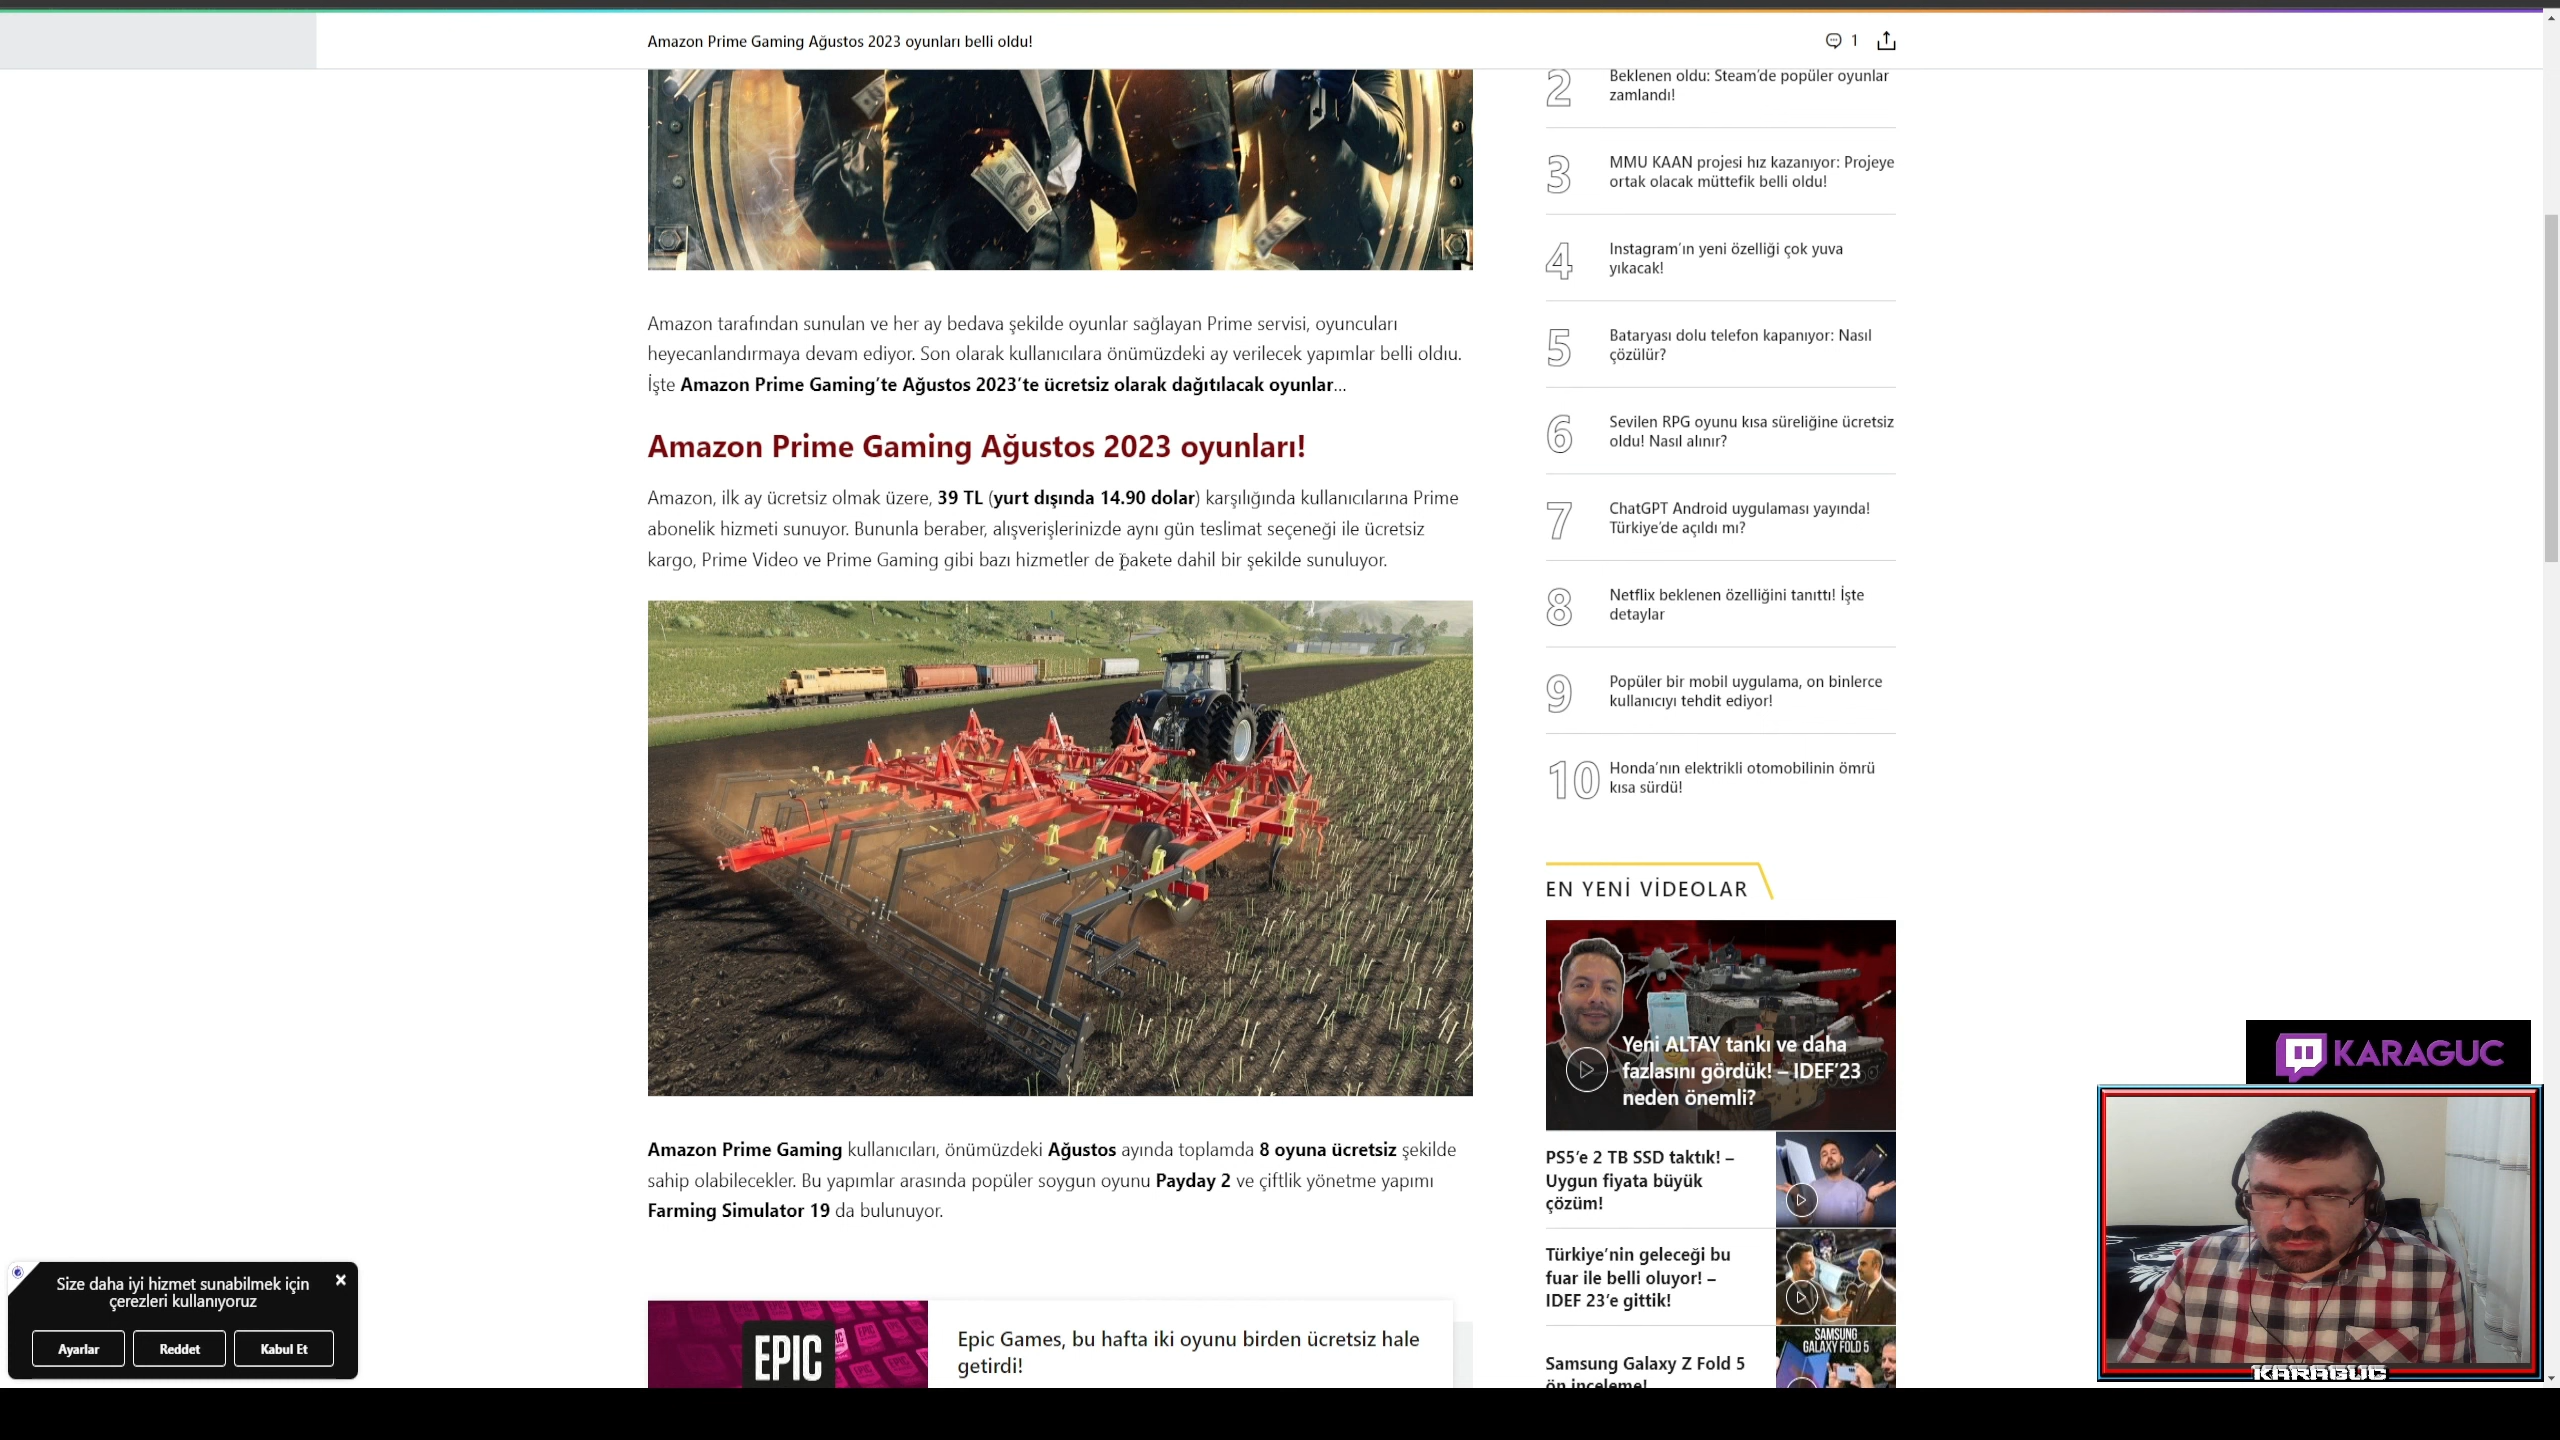 Amazon Prime Gaming Ağustos 2023 oyunları belli oldu!
1
Amazon tarafından sunulan ve her ay bedava şekilde oyunlar sağlayan Prime servisi, oyuncuları
heyecanlandırmaya devam ediyor. Son olarak kullanıcılara önümüzdeki ay verilecek yapımlar belli oldu.
İşte Amazon Prime Gaming’te Ağustos 2023’te ücretsiz olarak dağıtılacak oyunlar…
Amazon Prime Gaming Ağustos 2023 oyunları!
Amazon, ilk ay ücretsiz olmak üzere, 39 TL (yurt dışında 14.90 dolar) karşılığında kullanıcılarına Prime
abonelik hizmeti sunuyor. Bununla beraber, alışverişlerinizde aynı gün teslimat seçeneği ile ücretsiz
kargo, Prime Video ve Prime Gaming gibi bazı hizmetler de pakete dahil bir şekilde sunuluyor.
Amazon Prime Gaming kullanıcıları, önümüzdeki Ağustos ayında toplamda 8 oyuna ücretsiz şekilde
sahip olabilecekler. Bu yapımlar arasında popüler soygun oyunu Payday 2 ve çiftlik yönetme yapımı
Farming Simulator 19 da bulunuyor.
EPIC
Epic Games, bu hafta iki oyunu birden ücretsiz hale
getirdi!
2
Beklenen oldu: Steam’de popüler oyunlar
zamlandı!
3
MMU KAAN projesi hız kazanıyor: Projeye
ortak olacak müttefik belli oldu!
4
Instagram’ın yeni özelliği çok yuva
yıkacak!
5
Bataryası dolu telefon kapanıyor: Nasıl
çözülür?
6
Sevilen RPG oyunu kısa süreliğine ücretsiz
oldu! Nasıl alınır?
7
ChatGPT Android uygulaması yayında!
Türkiye’de açıldı mı?
8
Netflix beklenen özelliğini tanıttı! İşte
detaylar
9
Popüler bir mobil uygulama, on binlerce
kullanıcıyı tehdit ediyor!
10
Honda’nın elektrikli otomobilinin ömrü
kısa sürdü!
EN YENİ VİDEOLAR
Yeni ALTAY tankı ve daha
fazlasını gördük! – IDEF’23
neden önemli?
PS5’e 2 TB SSD taktık! –
Uygun fiyata büyük
çözüm!
Türkiye’nin geleceği bu
fuar ile belli oluyor! –
IDEF 23’e gittik!
Samsung Galaxy Z Fold 5
ön inceleme!
SAMSUNG
GALAXY FOLD 5
Size daha iyi hizmet sunabilmek için
çerezleri kullanıyoruz
Ayarlar
Reddet
Kabul Et
KARAGUC
KARAGUC